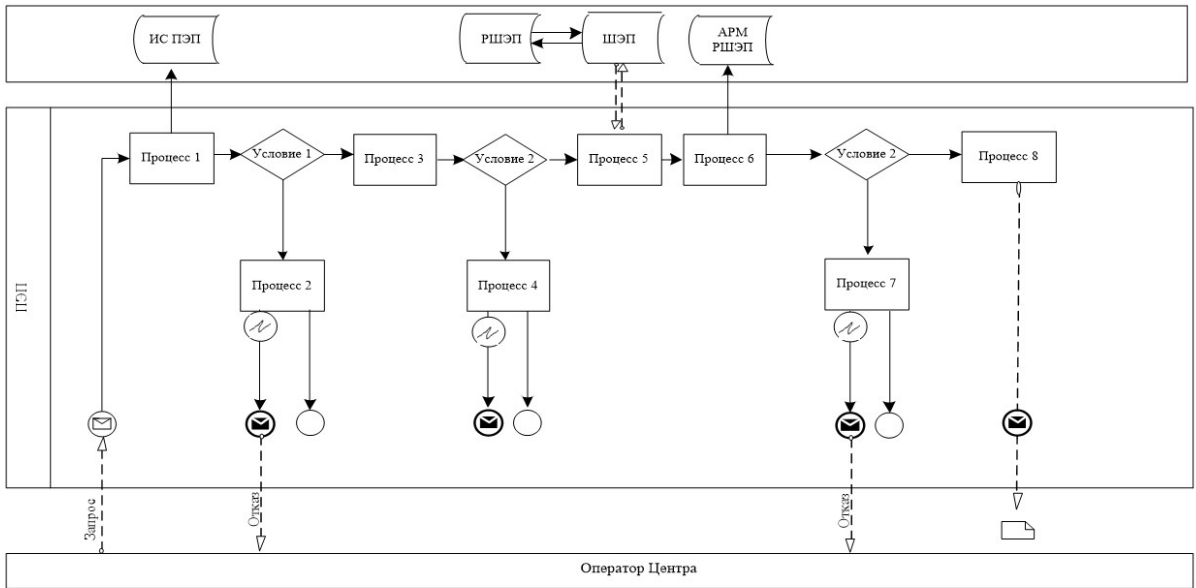 ИС ПЭП
РШЭП
ШЭП
АРМ
РШЭП
Процесс 1
Условие 1
Процесс 3
Условие 2
Процесс 5
Процесс 6
Условие 2
Процесс 8
Процесс 2
Процесс 4
Процесс 7
Запрос
Отказ
Отказ
Оператор Центра